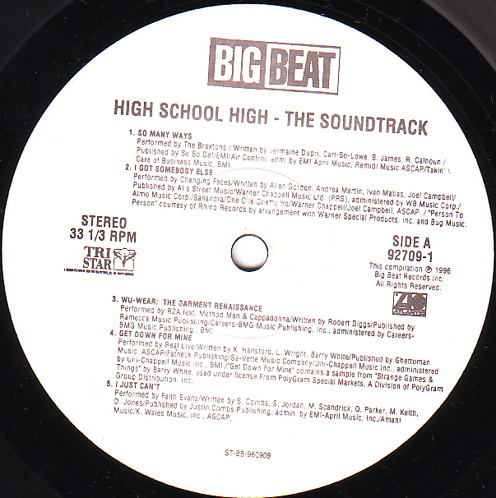 BIG BEAT
HIGH SCHOOL HIGH - THE SOUNDTRACK
1. SO MANY WAYS
Performed by The Braxtons / Written by Jermaine Dupri, Carl-So-Lowe, B. James, R. Calhoun /
Published by So So Def/EMI/Air Control, adm. by EMI April Music, Remidi Music ASCAP/Takin'
Care of Business Music, BMI.
2. I GOT SOMEBODY ELSE
Performed by Changing Faces/Written by Allan Gordon, Andrea Martin, Ivan Matias, Joel Campbell/
Published by Al s Street Music/Warner Chappell Music Ltd. (PRS), administered by WB Music Corp./
Almo Music Corp./Sailandra/One Ole Ghetto Ho/Warner Chappell/Joel Campbell, ASCAP. / "Person To
Person" courtesy of Rhino Records by arrangement with Warner Special Products, Inc. and Bug Music.
STEREO
33 1/3 RPM
TRI
STAR
SIDE A
92709-1
This compilation ℗ 1996
Big Beat Records Inc.
All Rights Reserved.
ATLANTIC
3. WU-WEAR: THE GARMENT RENAISSANCE
Performed by RZA feat. Method Man & Cappadonna/Written by Robert Diggs/Published by
Ramecca Music Publishing/Careers-BMG Music Publishing, Inc., administered by Careers-
BMG Music Publishing, BMI.
4. GET DOWN FOR MINE
Performed by Real Live/Written by K. Hansford, L. Wright, Barry White/Published by Ghettoman
Music, ASCAP/Fatneck Publishing/Sa-Vette Music Company/Uni-Chappell Music Inc., administered
by Uni-Chappell Music Inc., BMI./"Get Down For Mine" contains a sample from "Strange Games &
Things" by Barry White, used under license From PolyGram Special Markets, A Division of PolyGram
Group Distribution, Inc.
5. I JUST CAN'T
Performed by Faith Evans/Written by S. Combs, S. Jordan, M. Scandrick, Q. Parker, M. Keith,
D. Jones/Published by Justin Combs Publishing, admin. by EMI-April Music, Inc./Amani
Music/K. Wales Music, Inc., ASCAP.
ST-BB-960909